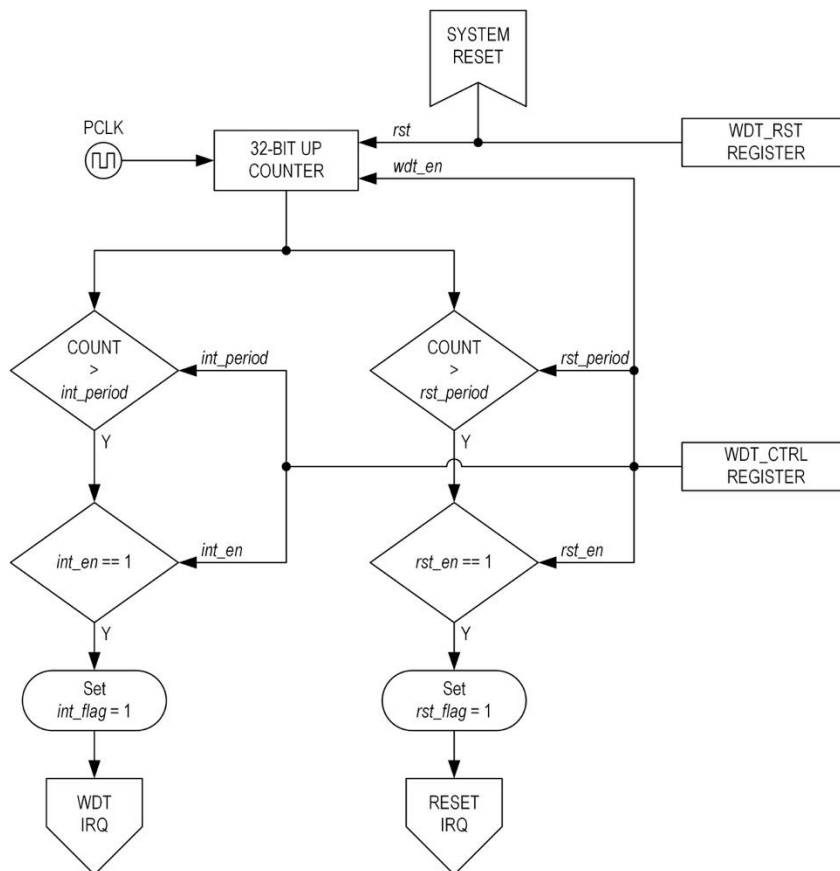 SYSTEM
RESET
PCLK
32-BIT UP
COUNTER
rst
wdt_en
WDT_RST
REGISTER
COUNT
>
int_period
int_period
COUNT
>
rst_period
rst_period
Y
Y
WDT_CTRL
REGISTER
int_en == 1
int_en
rst_en == 1
rst_en
Y
Y
Set
int_flag = 1
Set
rst_flag = 1
WDT
IRQ
RESET
IRQ